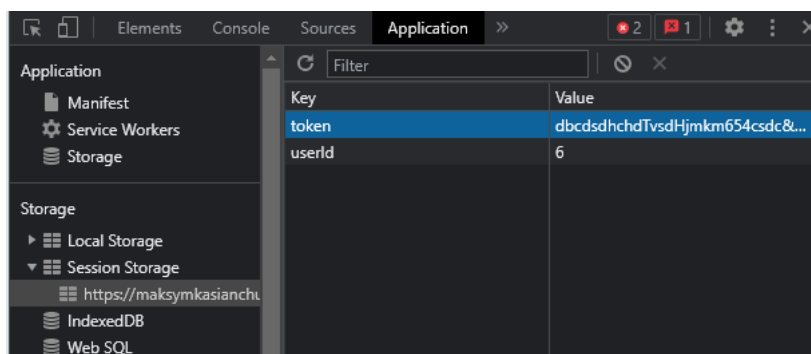 Elements Console Sources Application » 2 1
Application
Manifest
Service Workers
Storage
Storage
Local Storage
Session Storage
https://maksymkasianchu
IndexedDB
Web SQL
Filter
Key Value
token dbcdsdhchdTvsdHjmkm654csdc&...
userId 6